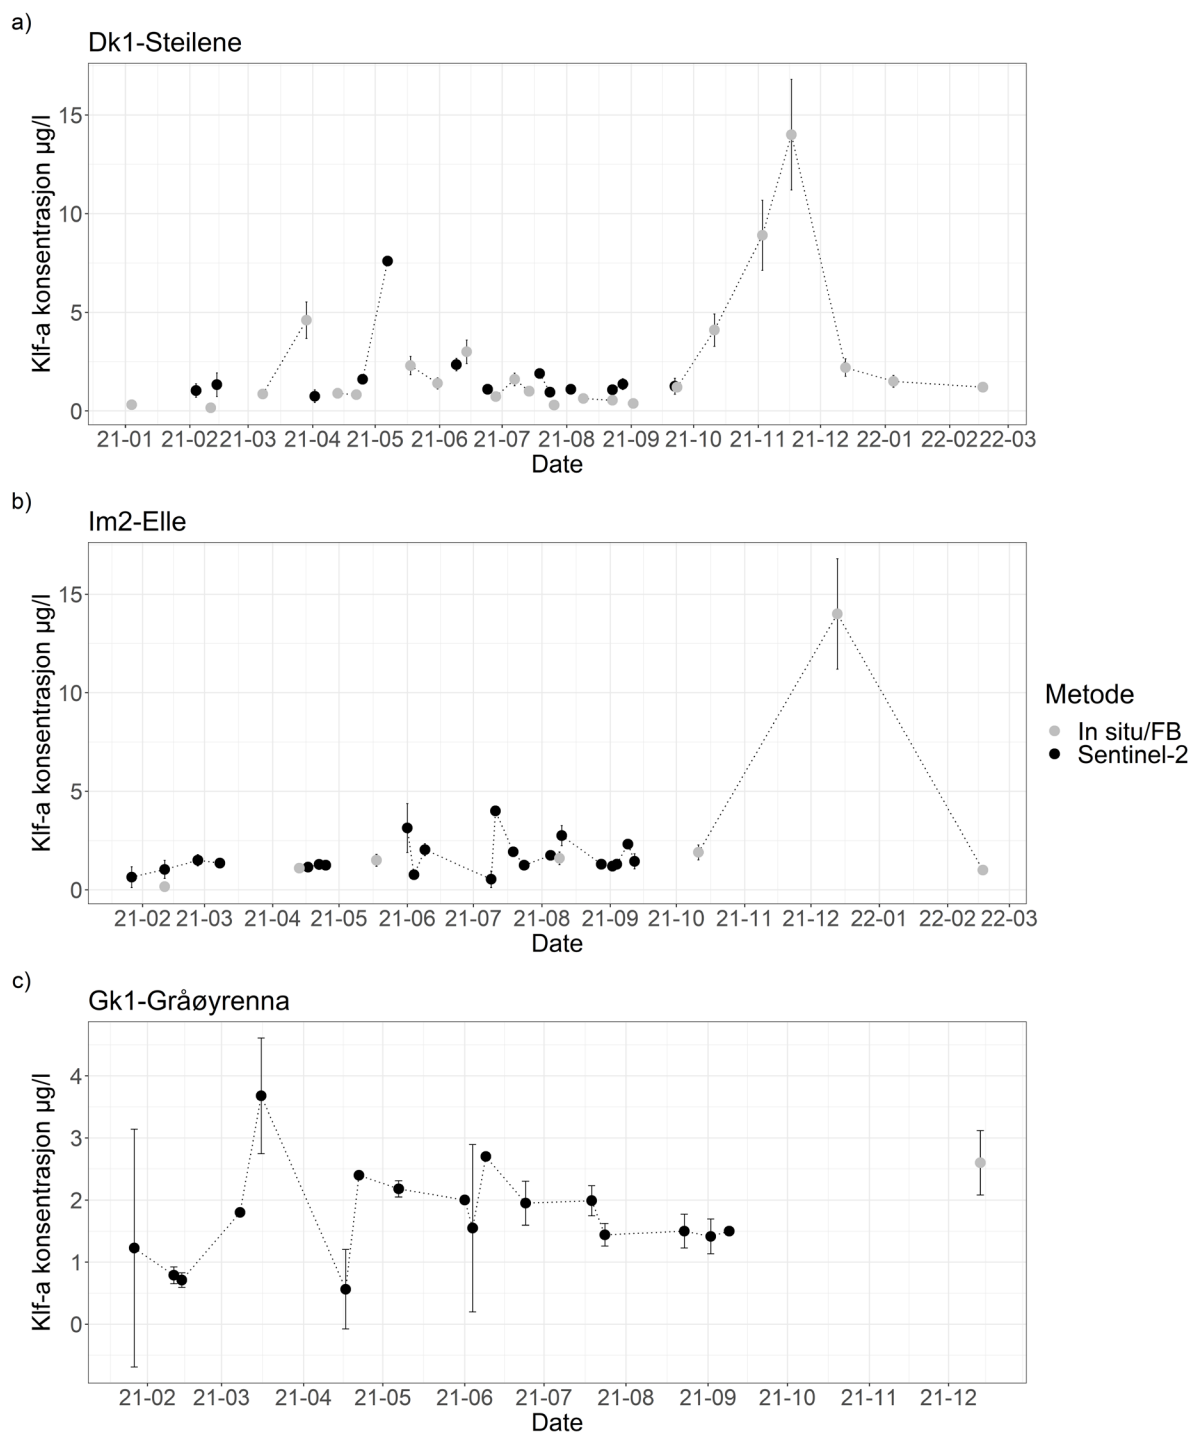 a)
Dk1-Steilene
Klf-a konsentrasjon µg/l
15
10
5
0
21-01 21-02 21-03 21-04 21-05 21-06 21-07 21-08 21-09 21-10 21-11 21-12 22-01 22-02 22-03
Date
b)
Im2-Elle
Klf-a konsentrasjon µg/l
15
10
5
0
21-02 21-03 21-04 21-05 21-06 21-07 21-08 21-09 21-10 21-11 21-12 22-01 22-02 22-03
Date
Metode
In situ/FB
Sentinel-2
c)
Gk1-Gråøyrenna
Klf-a konsentrasjon µg/l
4
3
2
1
0
21-02 21-03 21-04 21-05 21-06 21-07 21-08 21-09 21-10 21-11 21-12
Date